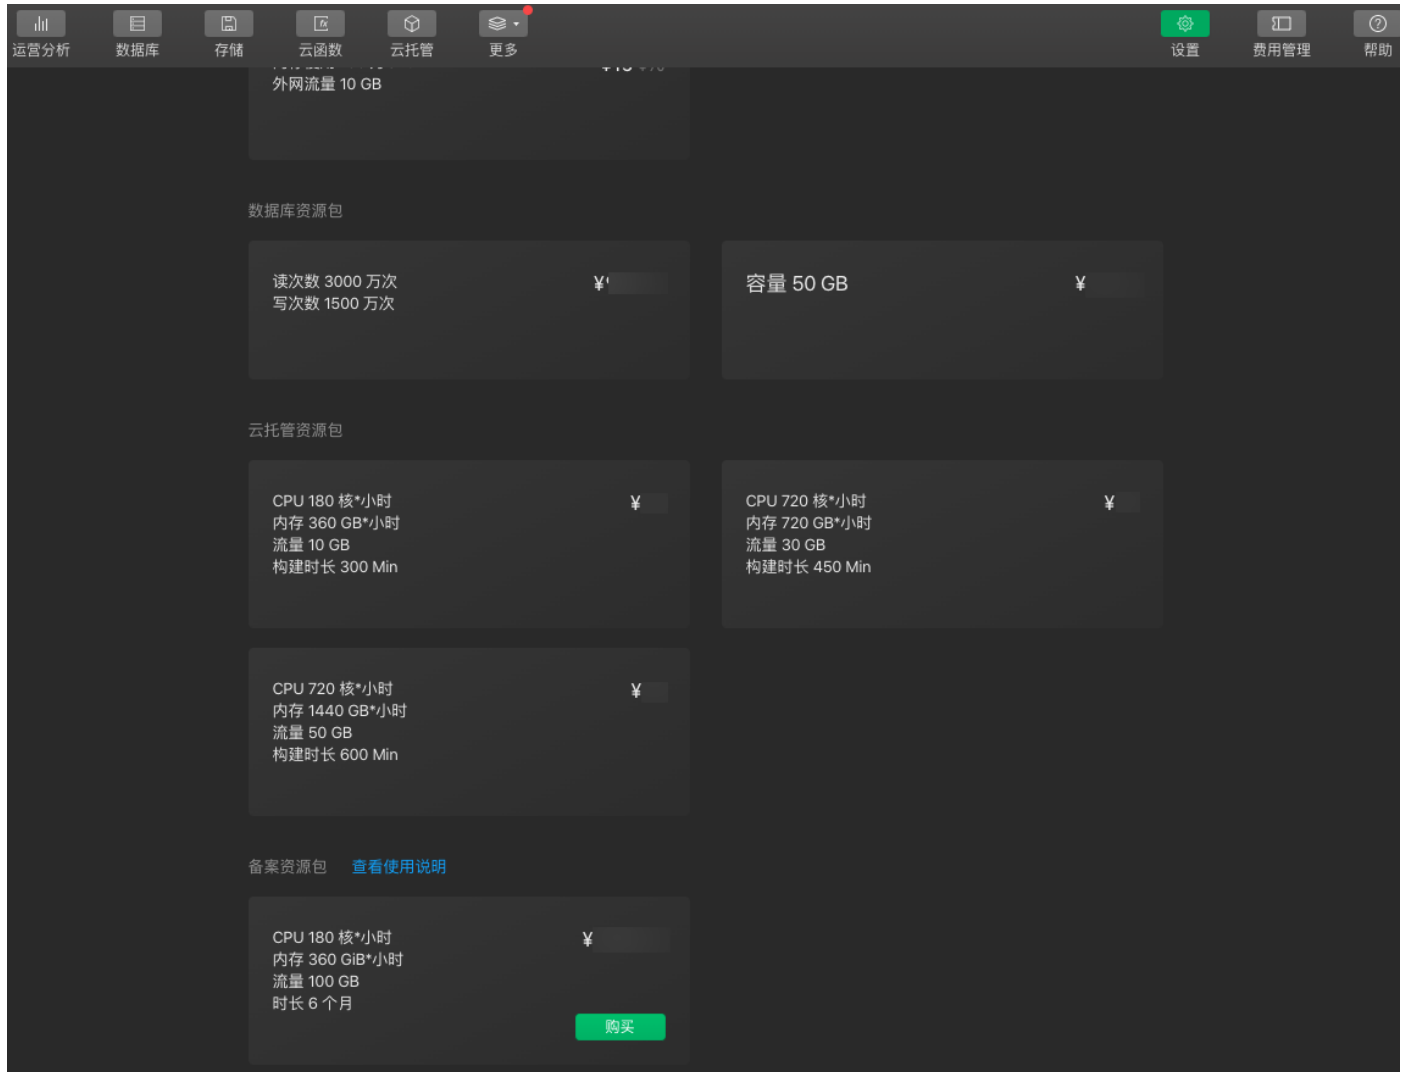 运营分析
数据库
存储
云函数
云托管
更多
设置
费用管理
帮助
外网流量 10 GB
数据库资源包
读次数 3000 万次
写次数 1500 万次
¥
容量 50 GB
¥
云托管资源包
CPU 180 核*小时
内存 360 GB*小时
流量 10 GB
构建时长 300 Min
¥
CPU 720 核*小时
内存 720 GB*小时
流量 30 GB
构建时长 450 Min
¥
CPU 720 核*小时
内存 1440 GB*小时
流量 50 GB
构建时长 600 Min
¥
备案资源包 查看使用说明
CPU 180 核*小时
内存 360 GiB*小时
流量 100 GB
时长 6 个月
¥
购买